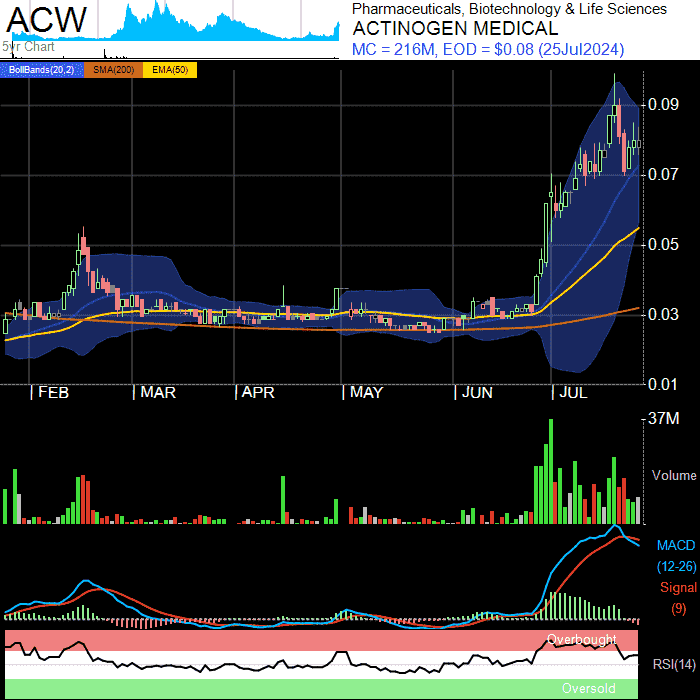 ACW
5yr Chart
Pharmaceuticals, Biotechnology & Life Sciences
ACTINOGEN MEDICAL
MC = 216M, EOD = $0.08 (25Jul2024)
BollBands(20,2) SMA(200) EMA(50)
0.09
0.07
0.05
0.03
0.01
FEB MAR APR MAY JUN JUL
37M
Volume
MACD
(12-26)
Signal
(9)
Overbought
RSI(14)
Oversold